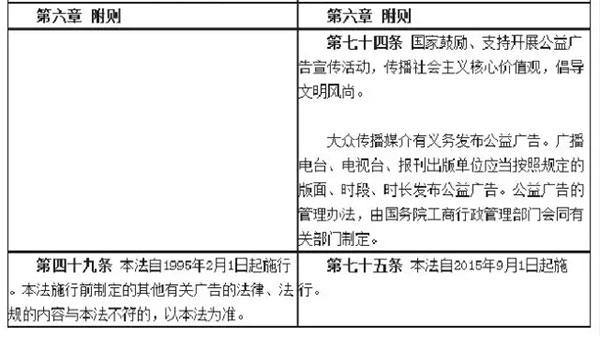 第六章 附则
第六章 附则
第七十四条 国家鼓励、支持开展公益广
告宣传活动，传播社会主义核心价值观，倡导
文明风尚。
大众传播媒介有义务发布公益广告。广播
电台、电视台、报刊出版单位应当按照规定的
版面、时段、时长发布公益广告。公益广告的
管理办法，由国务院工商行政管理部门会同有
关部门制定。
第四十九条 本法自1995年2月1日起施行
。本法施行前制定的其他有关广告的法律、法
规的内容与本法不符的，以本法为准。
第七十五条 本法自2015年9月1日起施
行。